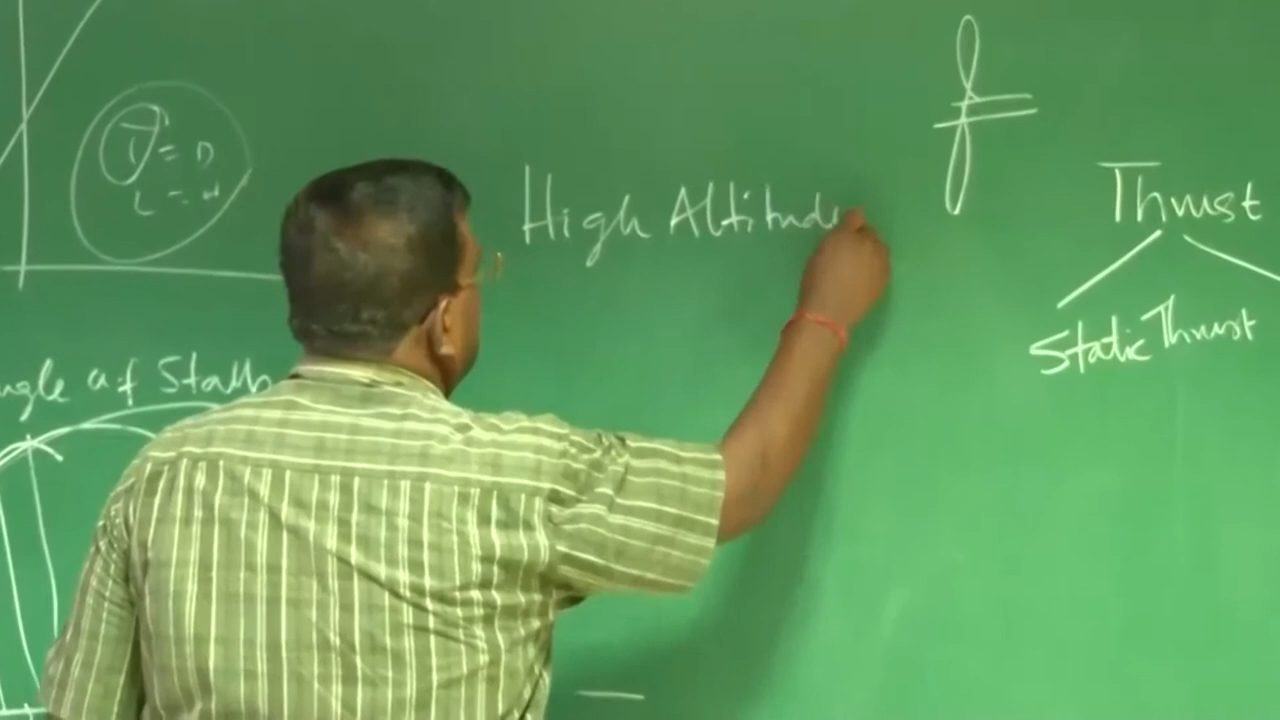 T = D
L = W
High Altitude
Thrust
Static Thrust
ngle of Stall